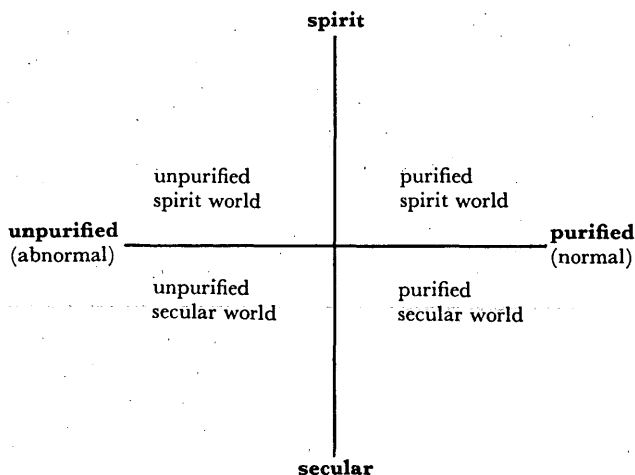 spirit
unpurified
spirit world
purified
spirit world
unpurified
(abnormal)
purified
(normal)
unpurified
secular world
purified
secular world
secular